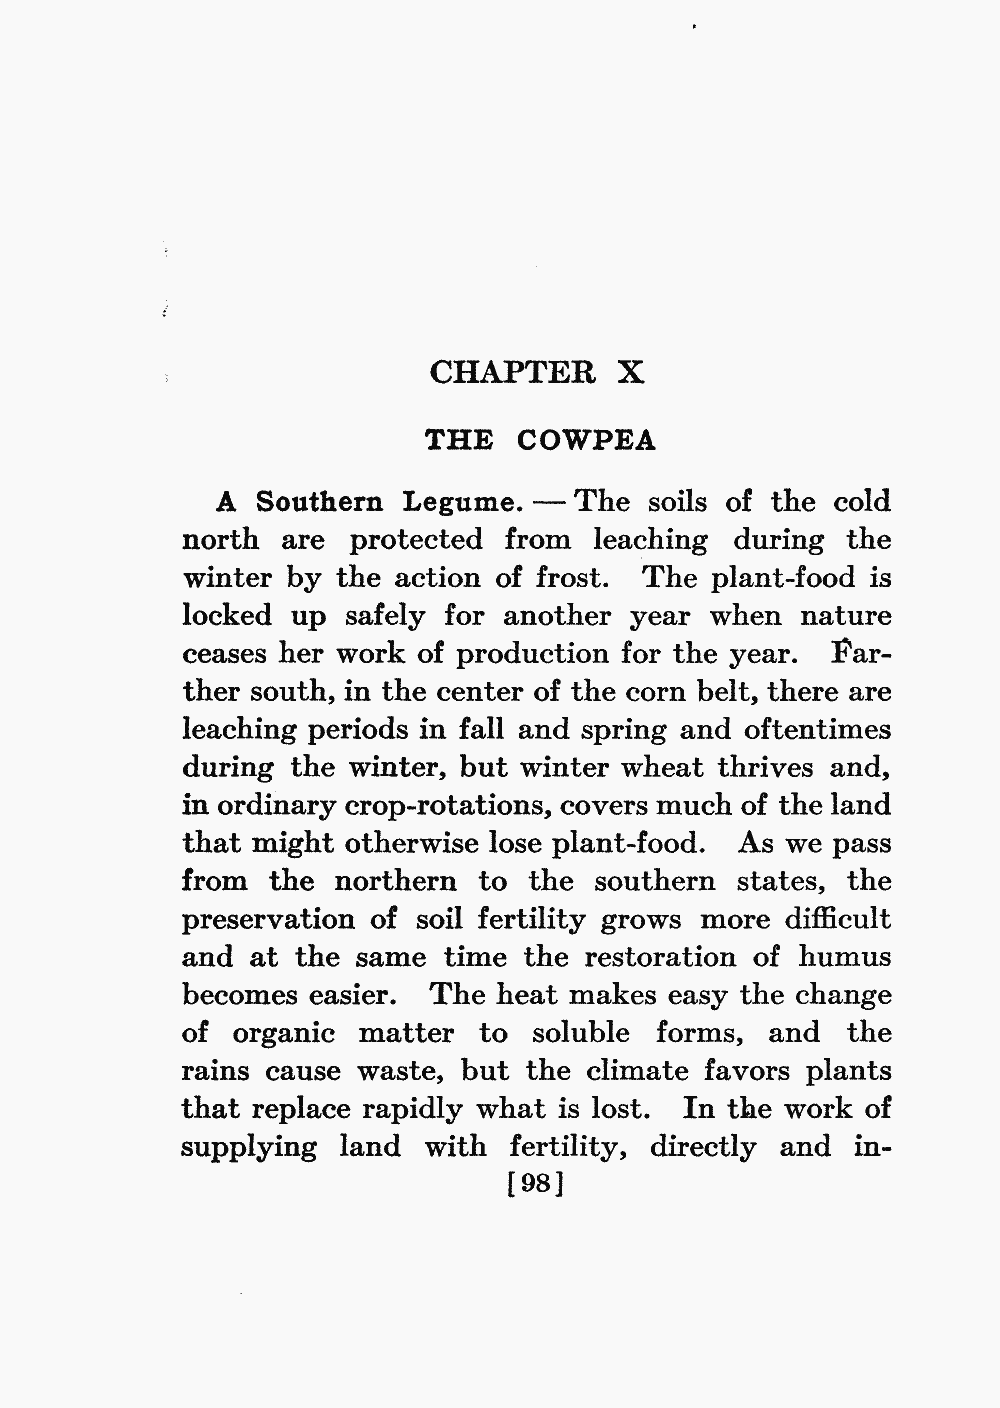 CHAPTER X
THE COWPEA
A Southern Legume. — The soils of the cold
north are protected from leaching during the
winter by the action of frost. The plant-food is
locked up safely for another year when nature
ceases her work of production for the year. Far-
ther south, in the center of the corn belt, there are
leaching periods in fall and spring and oftentimes
during the winter, but winter wheat thrives and,
in ordinary crop-rotations, covers much of the land
that might otherwise lose plant-food. As we pass
from the northern to the southern states, the
preservation of soil fertility grows more difficult
and at the same time the restoration of humus
becomes easier. The heat makes easy the change
of organic matter to soluble forms, and the
rains cause waste, but the climate favors plants
that replace rapidly what is lost. In the work of
supplying land with fertility, directly and in-
[98]